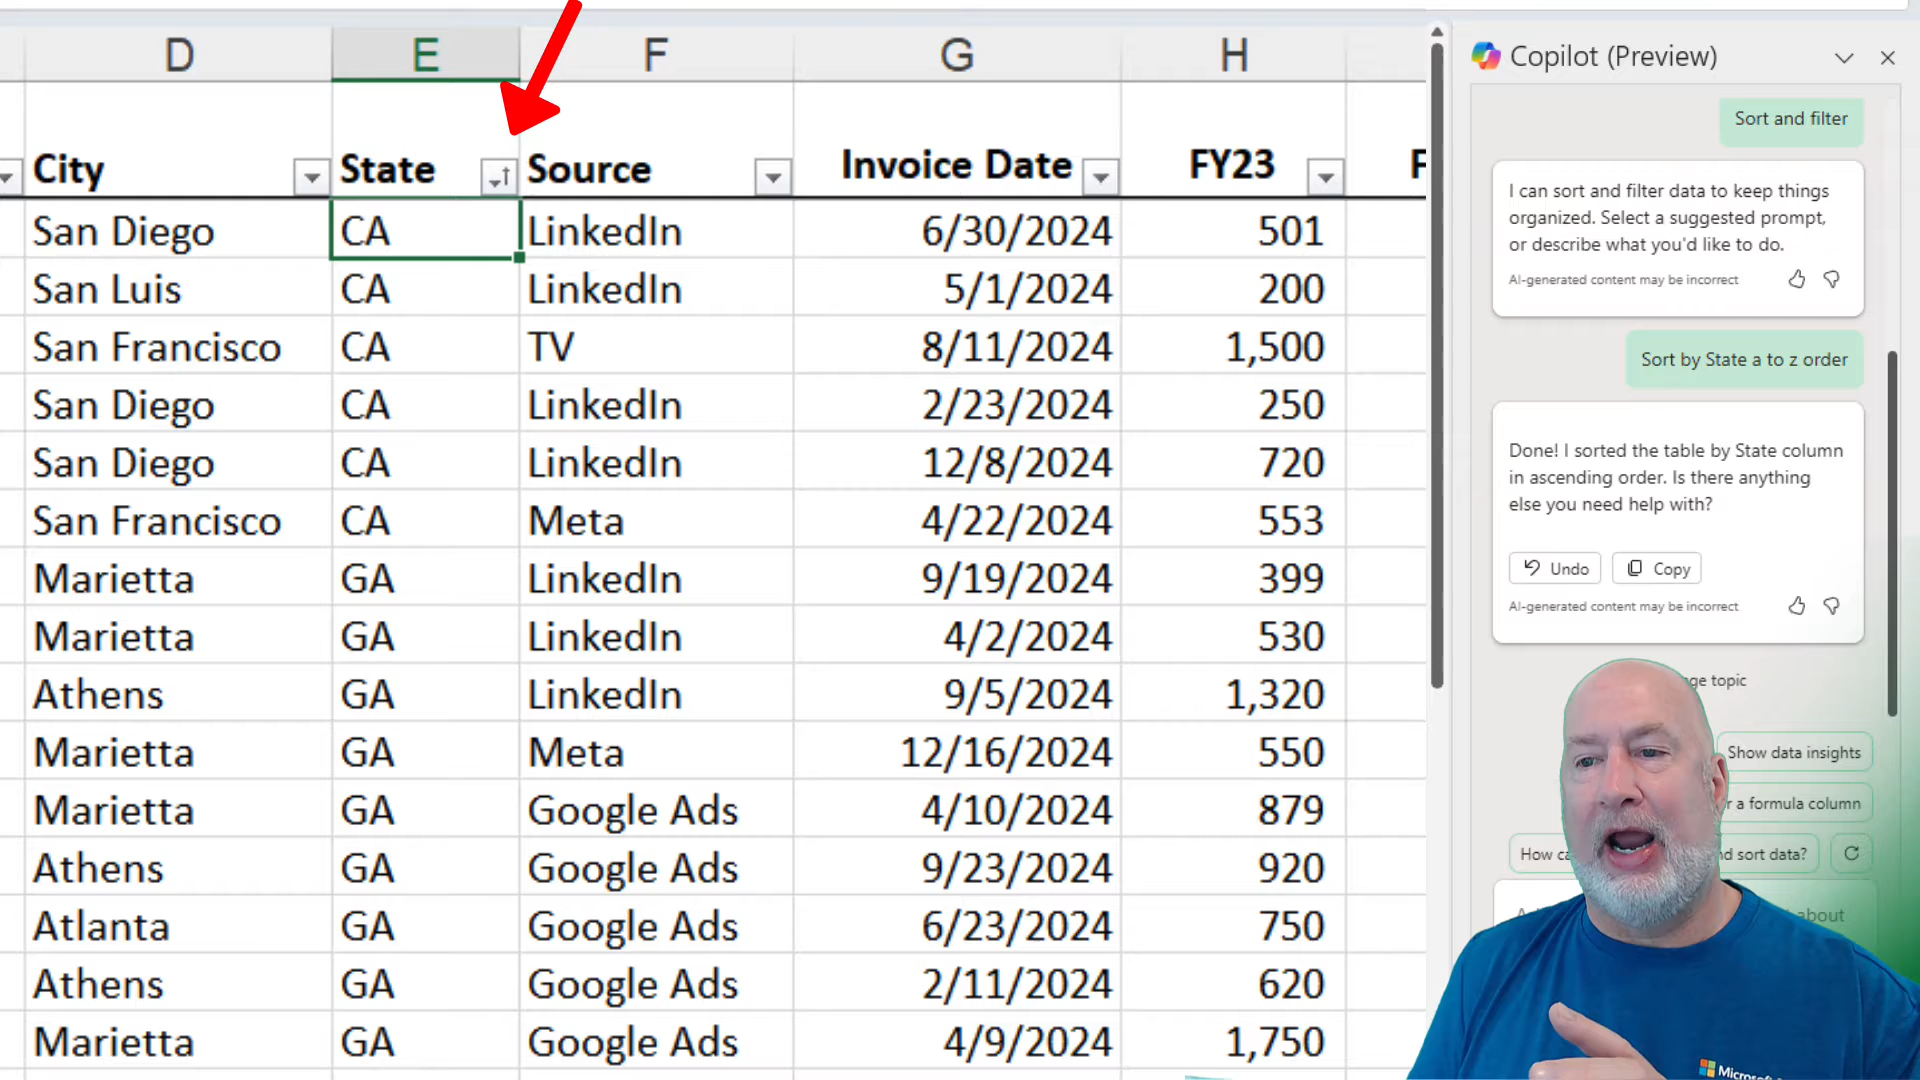 D E F G H
City State Source Invoice Date FY23 F
San Diego CA LinkedIn 6/30/2024 501
San Luis CA LinkedIn 5/1/2024 200
San Francisco CA TV 8/11/2024 1,500
San Diego CA LinkedIn 2/23/2024 250
San Diego CA LinkedIn 12/8/2024 720
San Francisco CA Meta 4/22/2024 553
Marietta GA LinkedIn 9/19/2024 399
Marietta GA LinkedIn 4/2/2024 530
Athens GA LinkedIn 9/5/2024 1,320
Marietta GA Meta 12/16/2024 550
Marietta GA Google Ads 4/10/2024 879
Athens GA Google Ads 9/23/2024 920
Atlanta GA Google Ads 6/23/2024 750
Athens GA Google Ads 2/11/2024 620
Marietta GA Google Ads 4/9/2024 1,750
Copilot (Preview)
Sort and filter
I can sort and filter data to keep things
organized. Select a suggested prompt,
or describe what you'd like to do.
AI-generated content may be incorrect
Sort by State a to z order
Done! I sorted the table by State column
in ascending order. Is there anything
else you need help with?
Undo Copy
AI-generated content may be incorrect
topic
Show data insights
a formula column
How sort data?
about